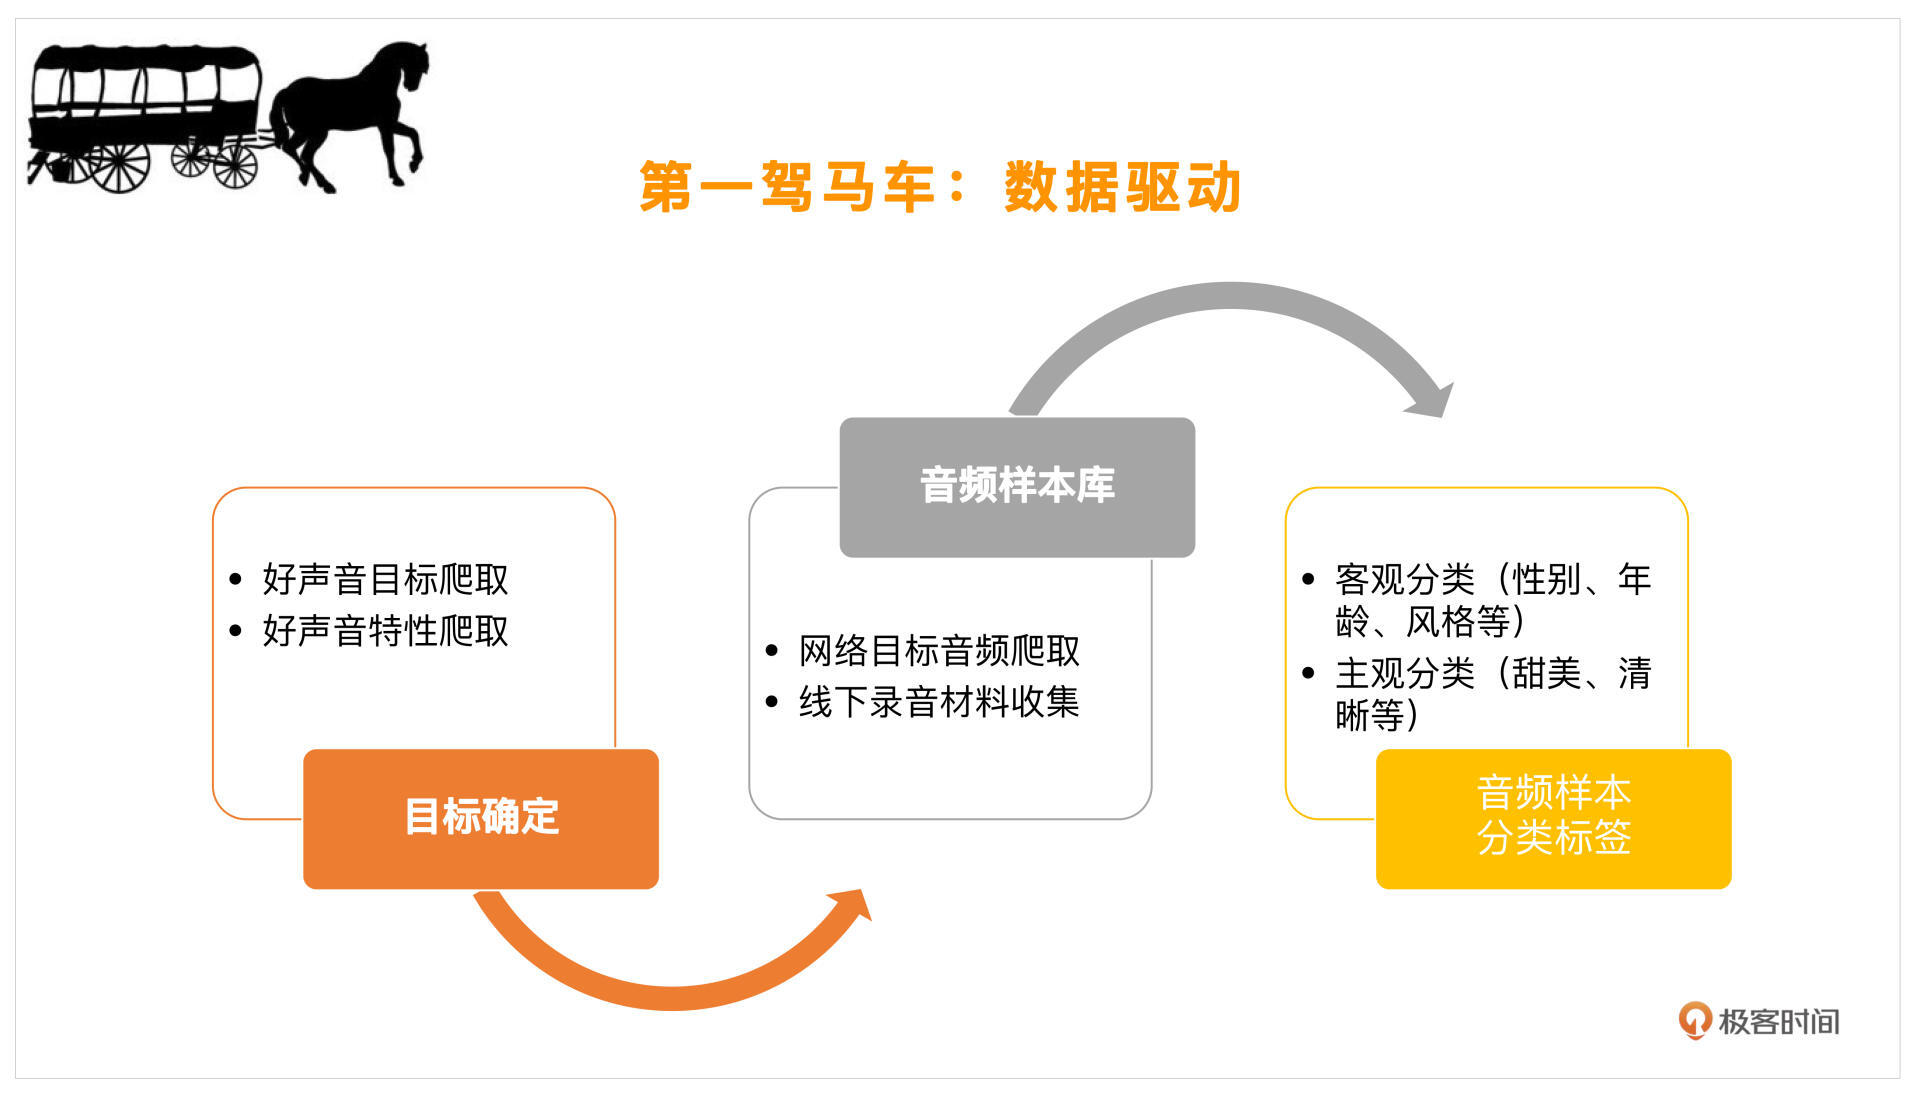 第一驾马车：数据驱动
• 好声音目标爬取
• 好声音特性爬取
目标确定
音频样本库
• 网络目标音频爬取
• 线下录音材料收集
• 客观分类（性别、年
龄、风格等）
• 主观分类（甜美、清
晰等）
音频样本
分类标签
极客时间